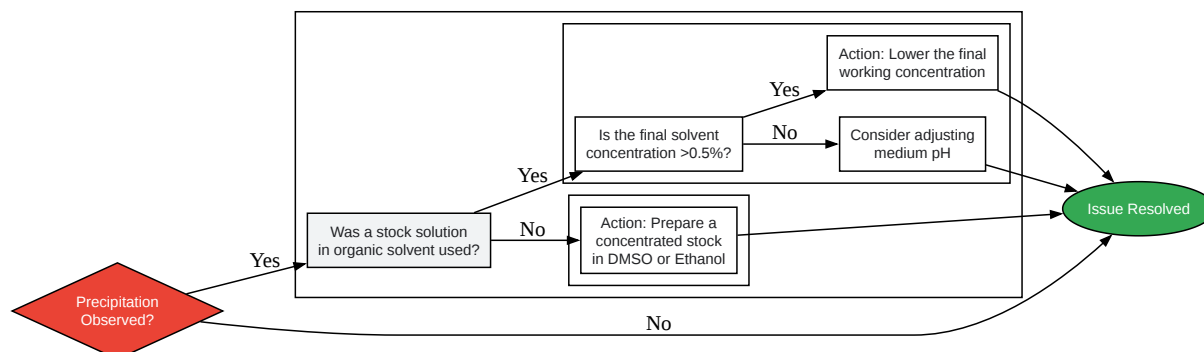 Action: Lower the final
working concentration
Yes
Is the final solvent
concentration >0.5%?
No
Consider adjusting
medium pH
Yes
Was a stock solution
in organic solvent used?
No
Action: Prepare a
concentrated stock
in DMSO or Ethanol
Issue Resolved
Yes
Precipitation
Observed?
No